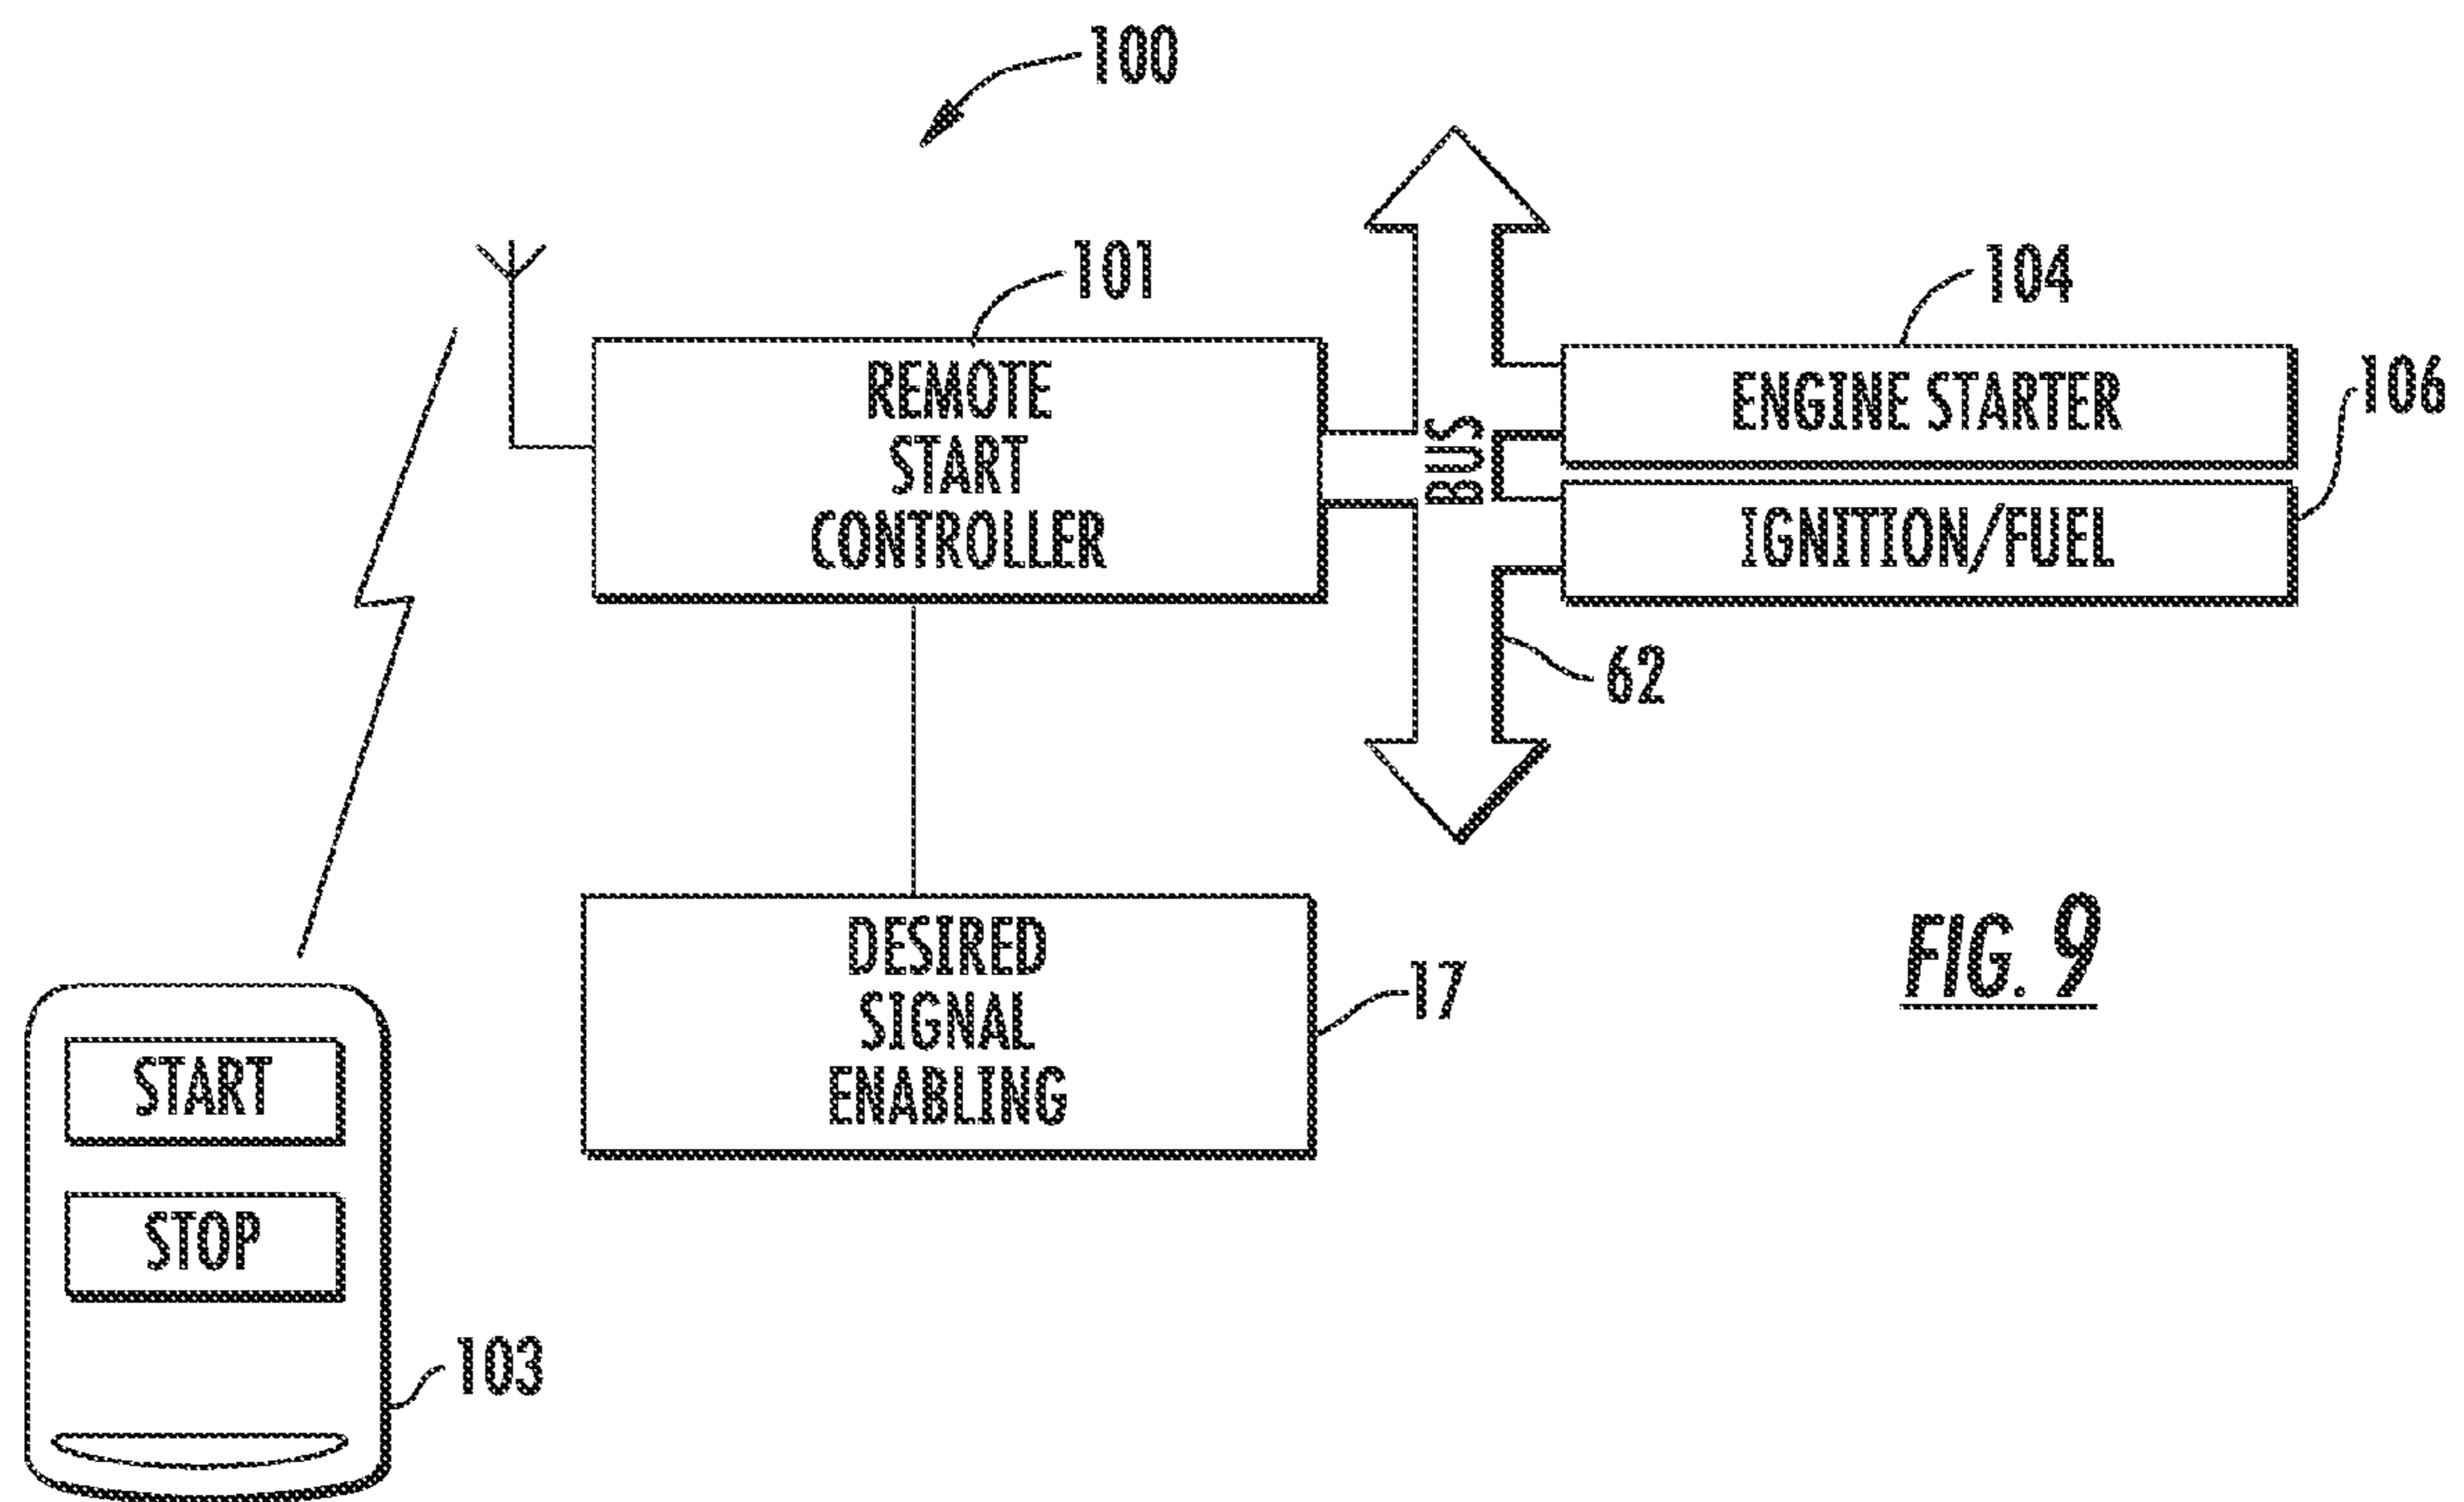 100
101
104
106
REMOTE
START
CONTROLLER
BUS
ENGINE STARTER
IGNITION/FUEL
62
DESIRED
SIGNAL
ENABLING
17
FIG. 9
START
STOP
103